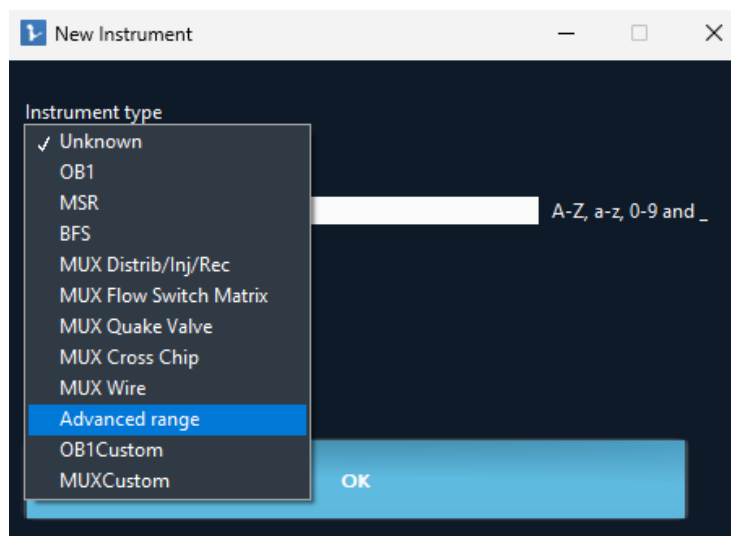 New Instrument
Instrument type
Unknown
OB1
MSR
A-Z, a-z, 0-9 and _
BFS
MUX Distrib/Inj/Rec
MUX Flow Switch Matrix
MUX Quake Valve
MUX Cross Chip
MUX Wire
Advanced range
OB1Custom
MUXCustom
OK